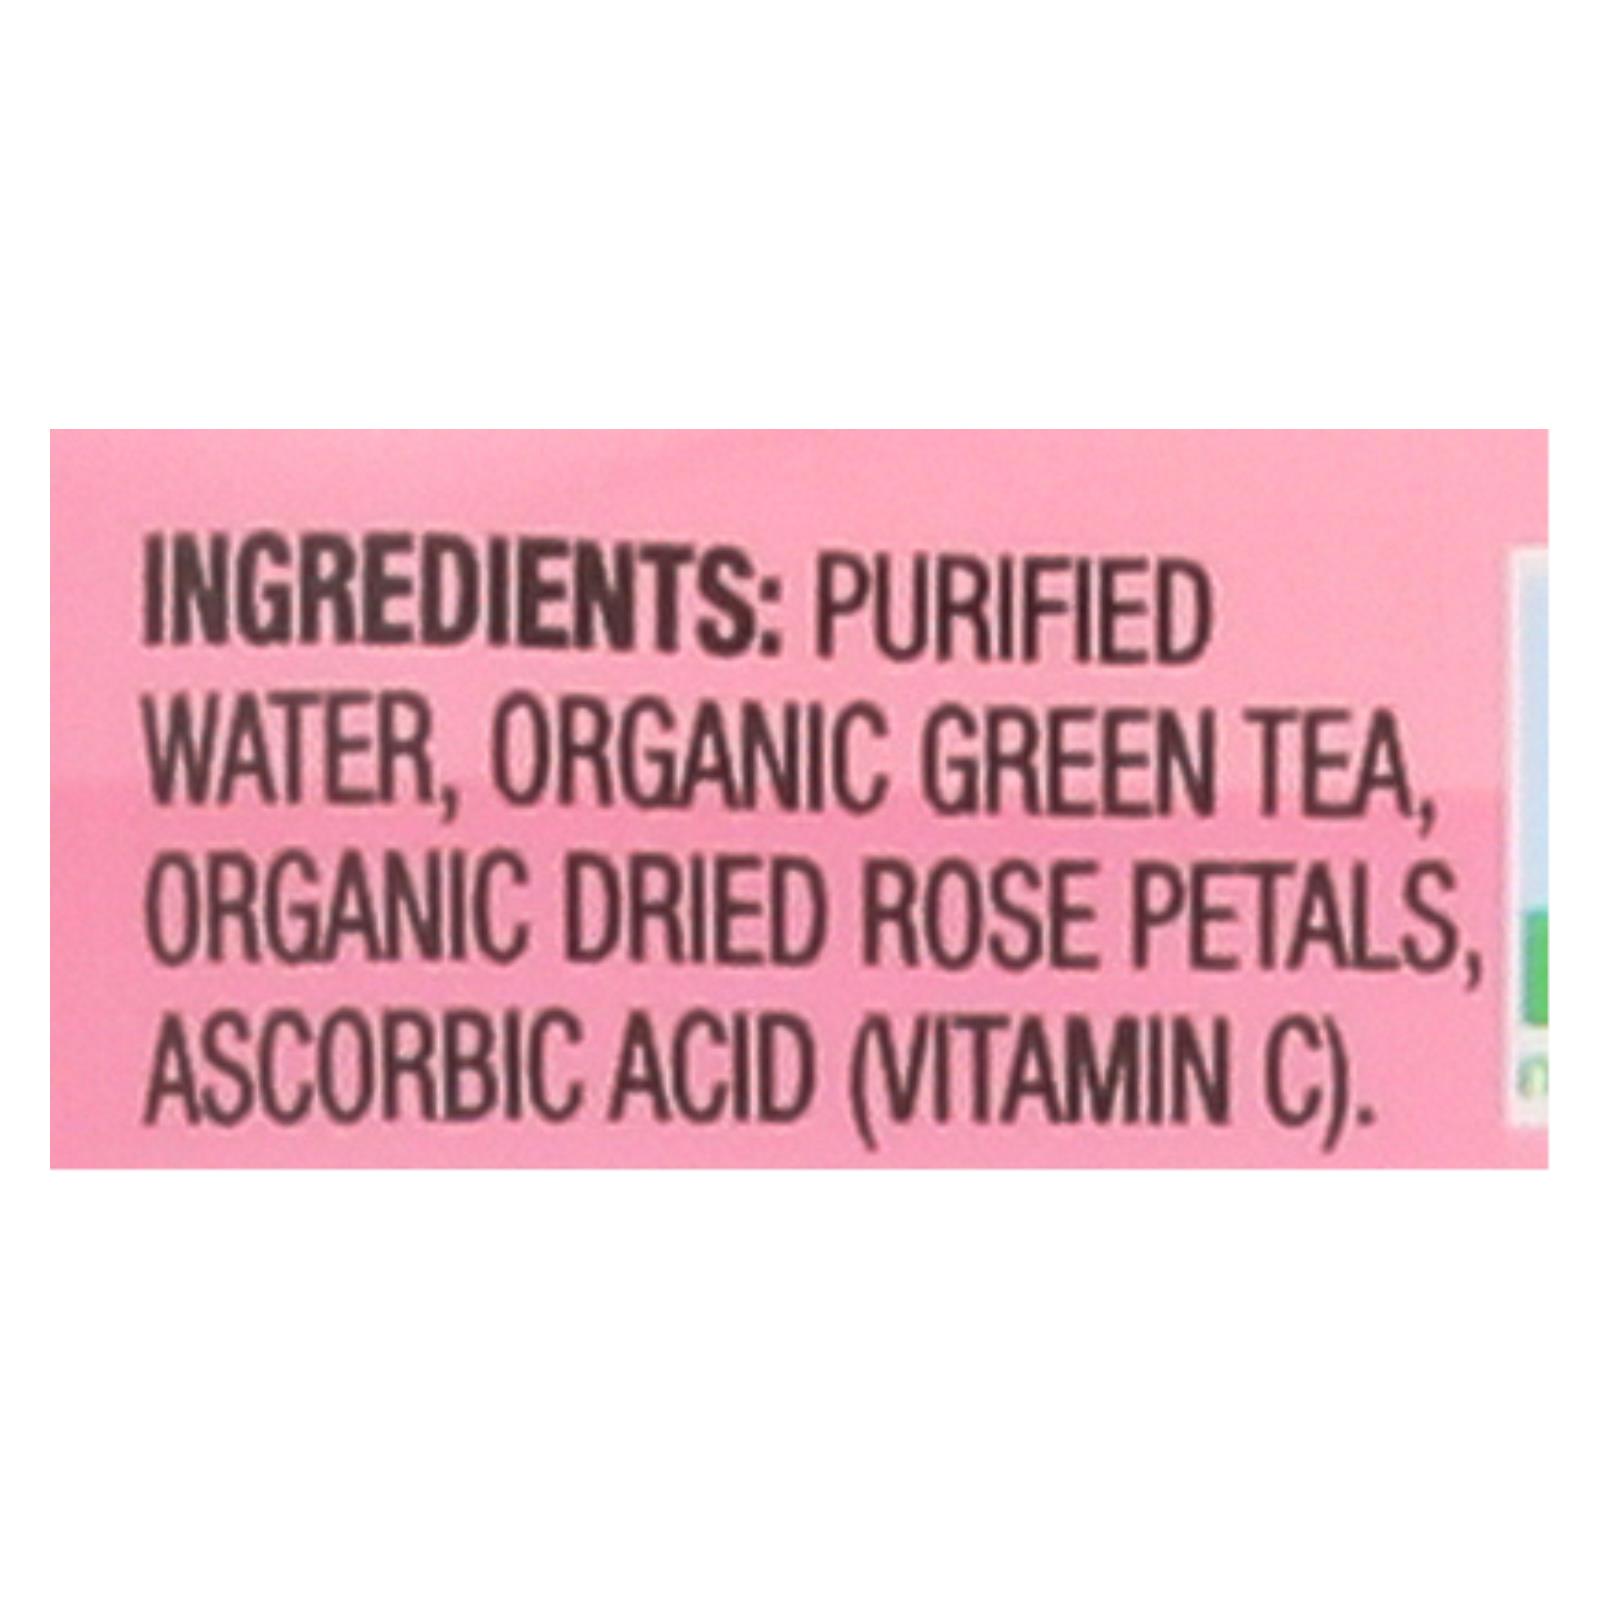 INGREDIENTS: PURIFIED
WATER, ORGANIC GREEN TEA,
ORGANIC DRIED ROSE PETALS,
ASCORBIC ACID (VITAMIN C).